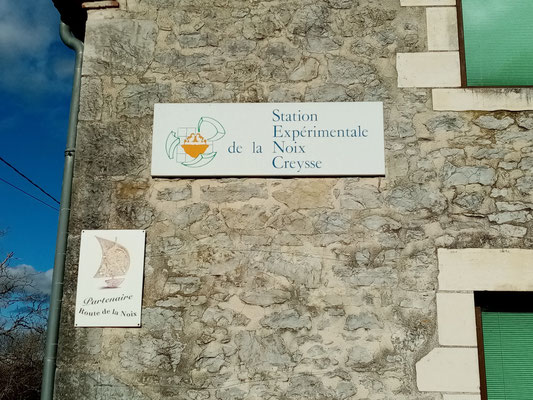 Station
Expérimentale
de la Noix
Creysse
Partenaire
Route de la Noix